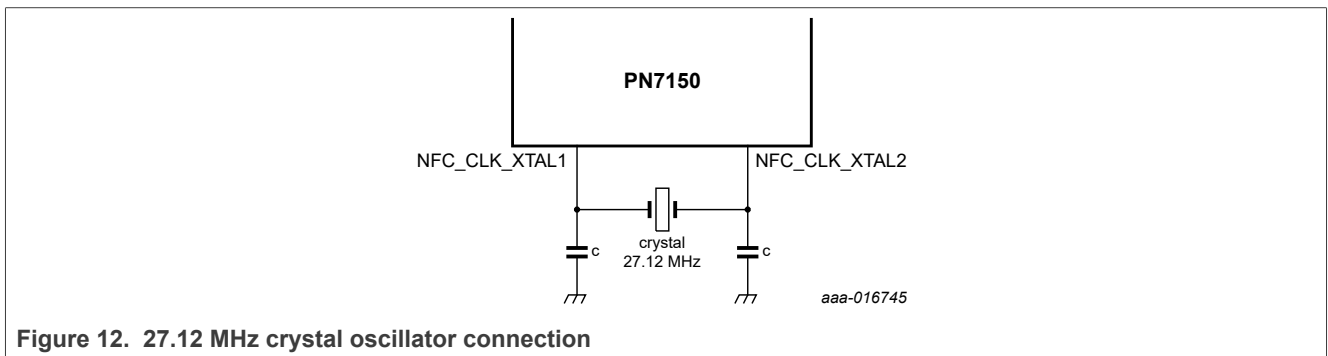 PN7150
NFC_CLK_XTAL1
NFC_CLK_XTAL2
crystal
27.12 MHz
c
c
aaa-016745
Figure 12. 27.12 MHz crystal oscillator connection